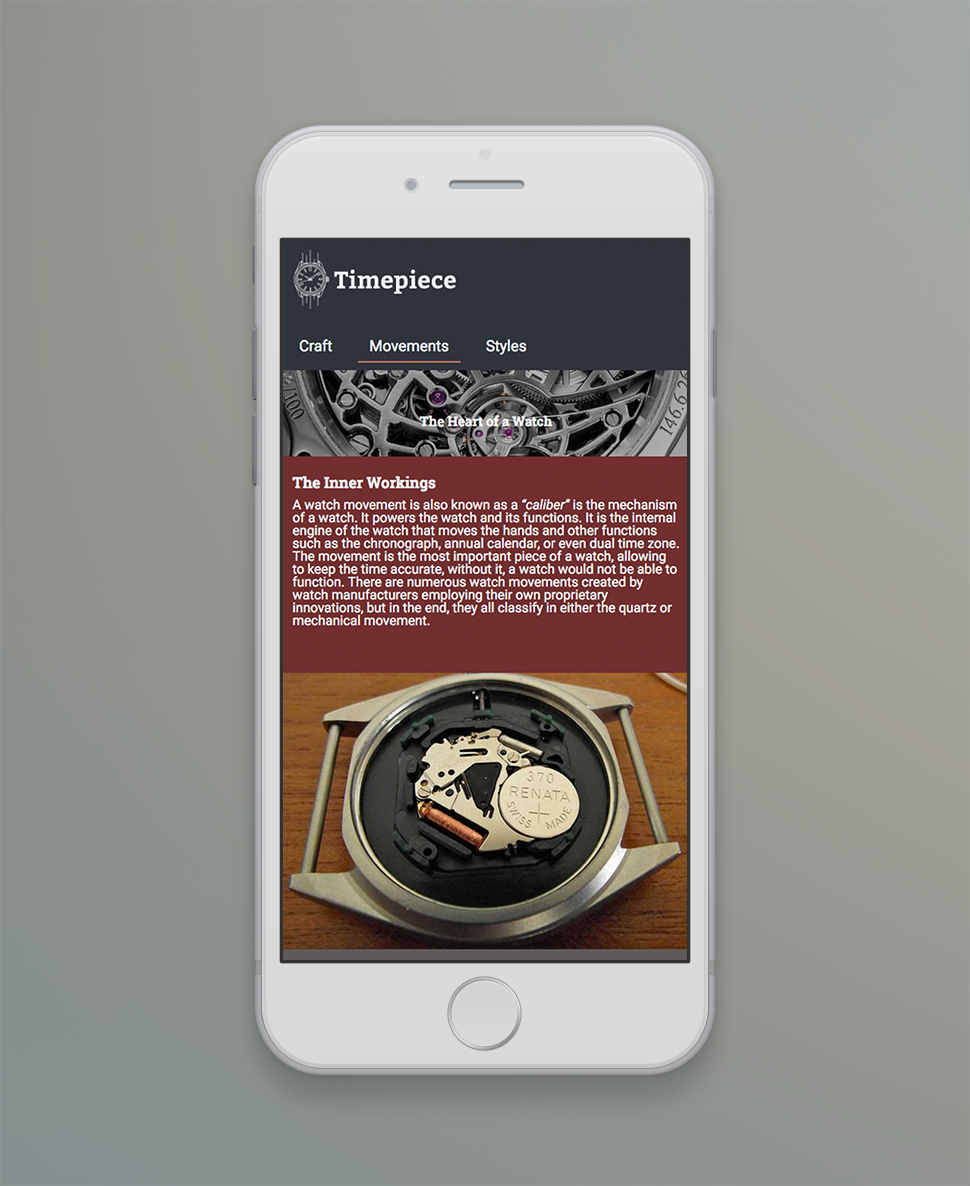 Timepiece
Craft Movements Styles
/100
146.6.2
The Heart of a Watch
The Inner Workings
A watch movement is also known as a “caliber” is the mechanism
of a watch. It powers the watch and its functions. It is the internal
engine of the watch that moves the hands and other functions
such as the chronograph, annual calendar, or even dual time zone.
The movement is the most important piece of a watch, allowing
to keep the time accurate, without it, a watch would not be able to
function. There are numerous watch movements created by
watch manufacturers employing their own proprietary
innovations, but in the end, they all classify in either the quartz or
mechanical movement.
370
RENATA
SWISS MADE